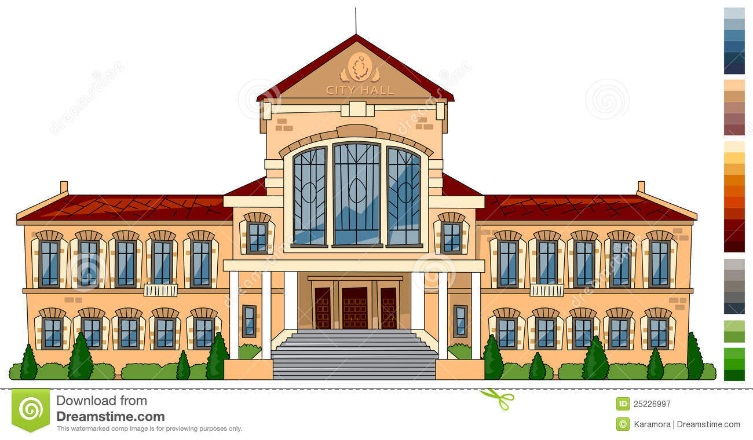 CITY HALL
Download from
Dreamstime.com
This watermarked comp image is for previewing purposes only.
ID 25226997
© Karamora | Dreamstime.com